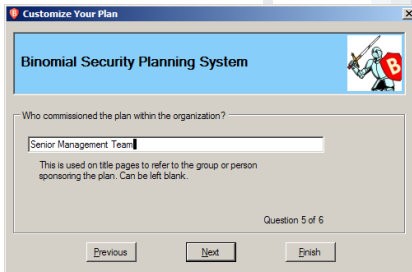 Customize Your Plan
Binomial Security Planning System
B
Who commissioned the plan within the organization?
Senior Management Team
This is used on title pages to refer to the group or person
sponsoring the plan. Can be left blank.
Question 5 of 6
Previous
Next
Finish